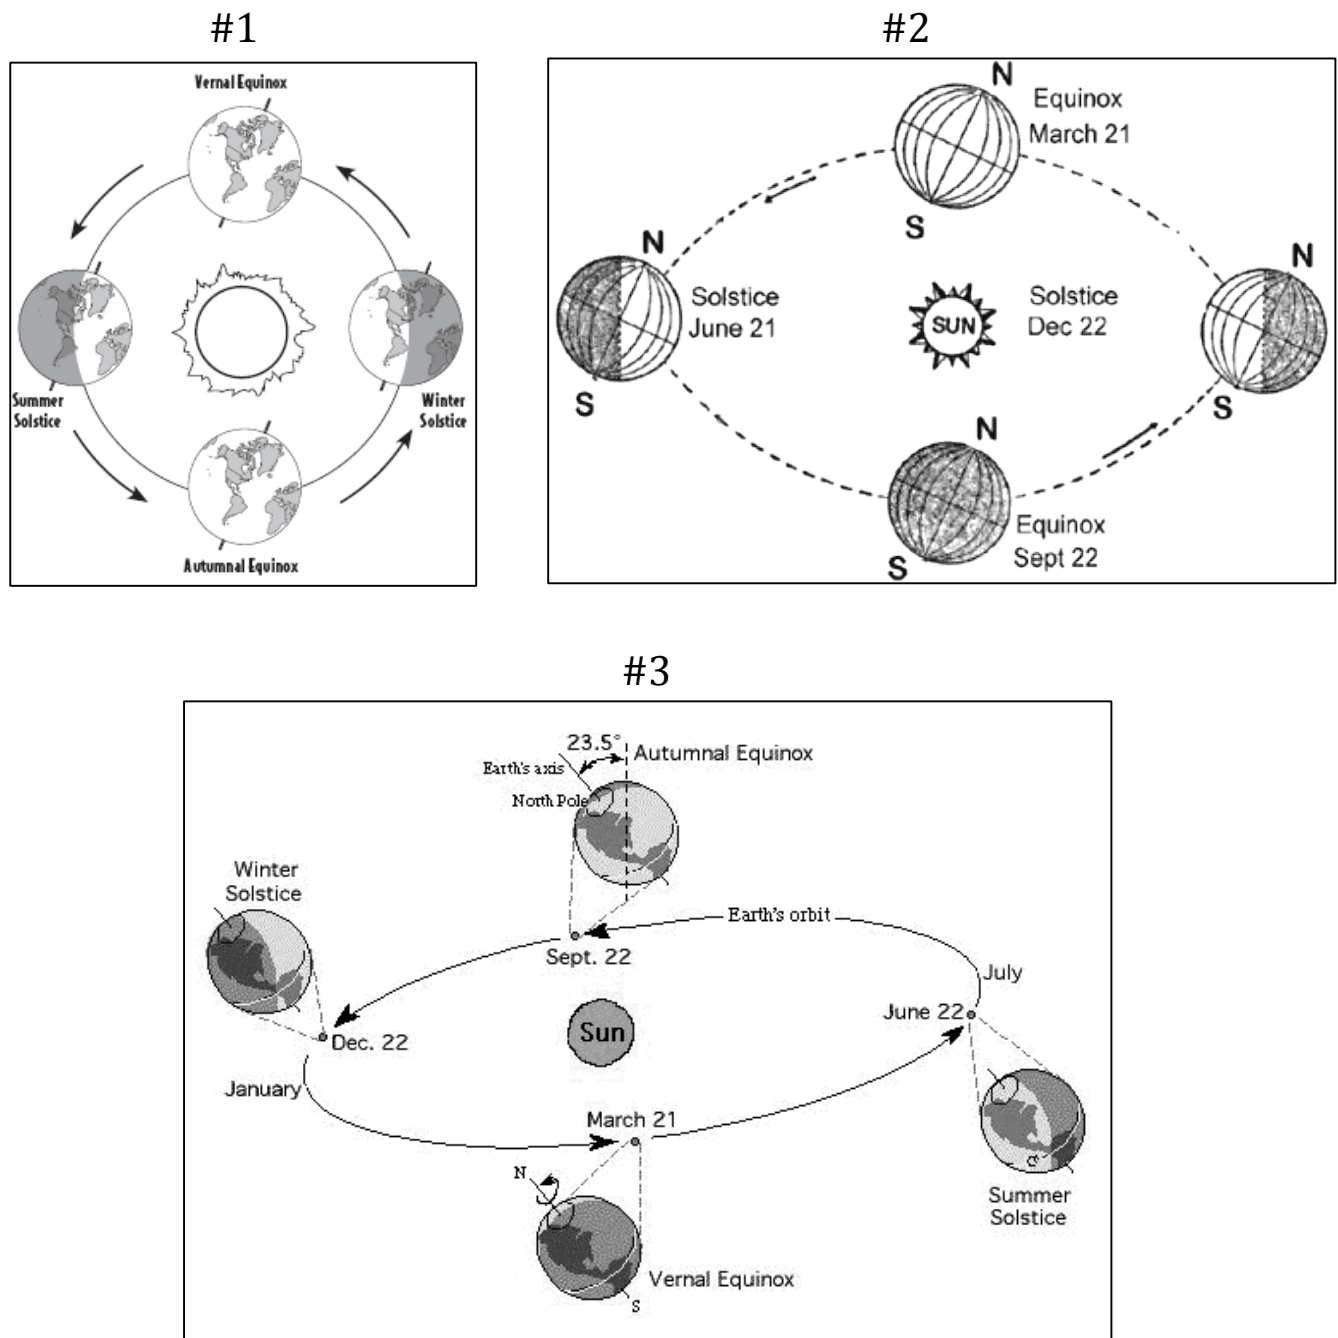 #1
Vernal Equinox
Summer
Solstice
Winter
Solstice
Autumnal Equinox
#2
N
Equinox
March 21
S
N
Solstice
June 21
S
SUN
Solstice
Dec 22
N
S
N
Equinox
Sept 22
S
#3
23.5°
Autumnal Equinox
Earth's axis
North Pole
Winter
Solstice
Earth's orbit
Sept. 22
July
June 22
Sun
Dec. 22
January
March 21
N
Summer
Solstice
Vernal Equinox
S